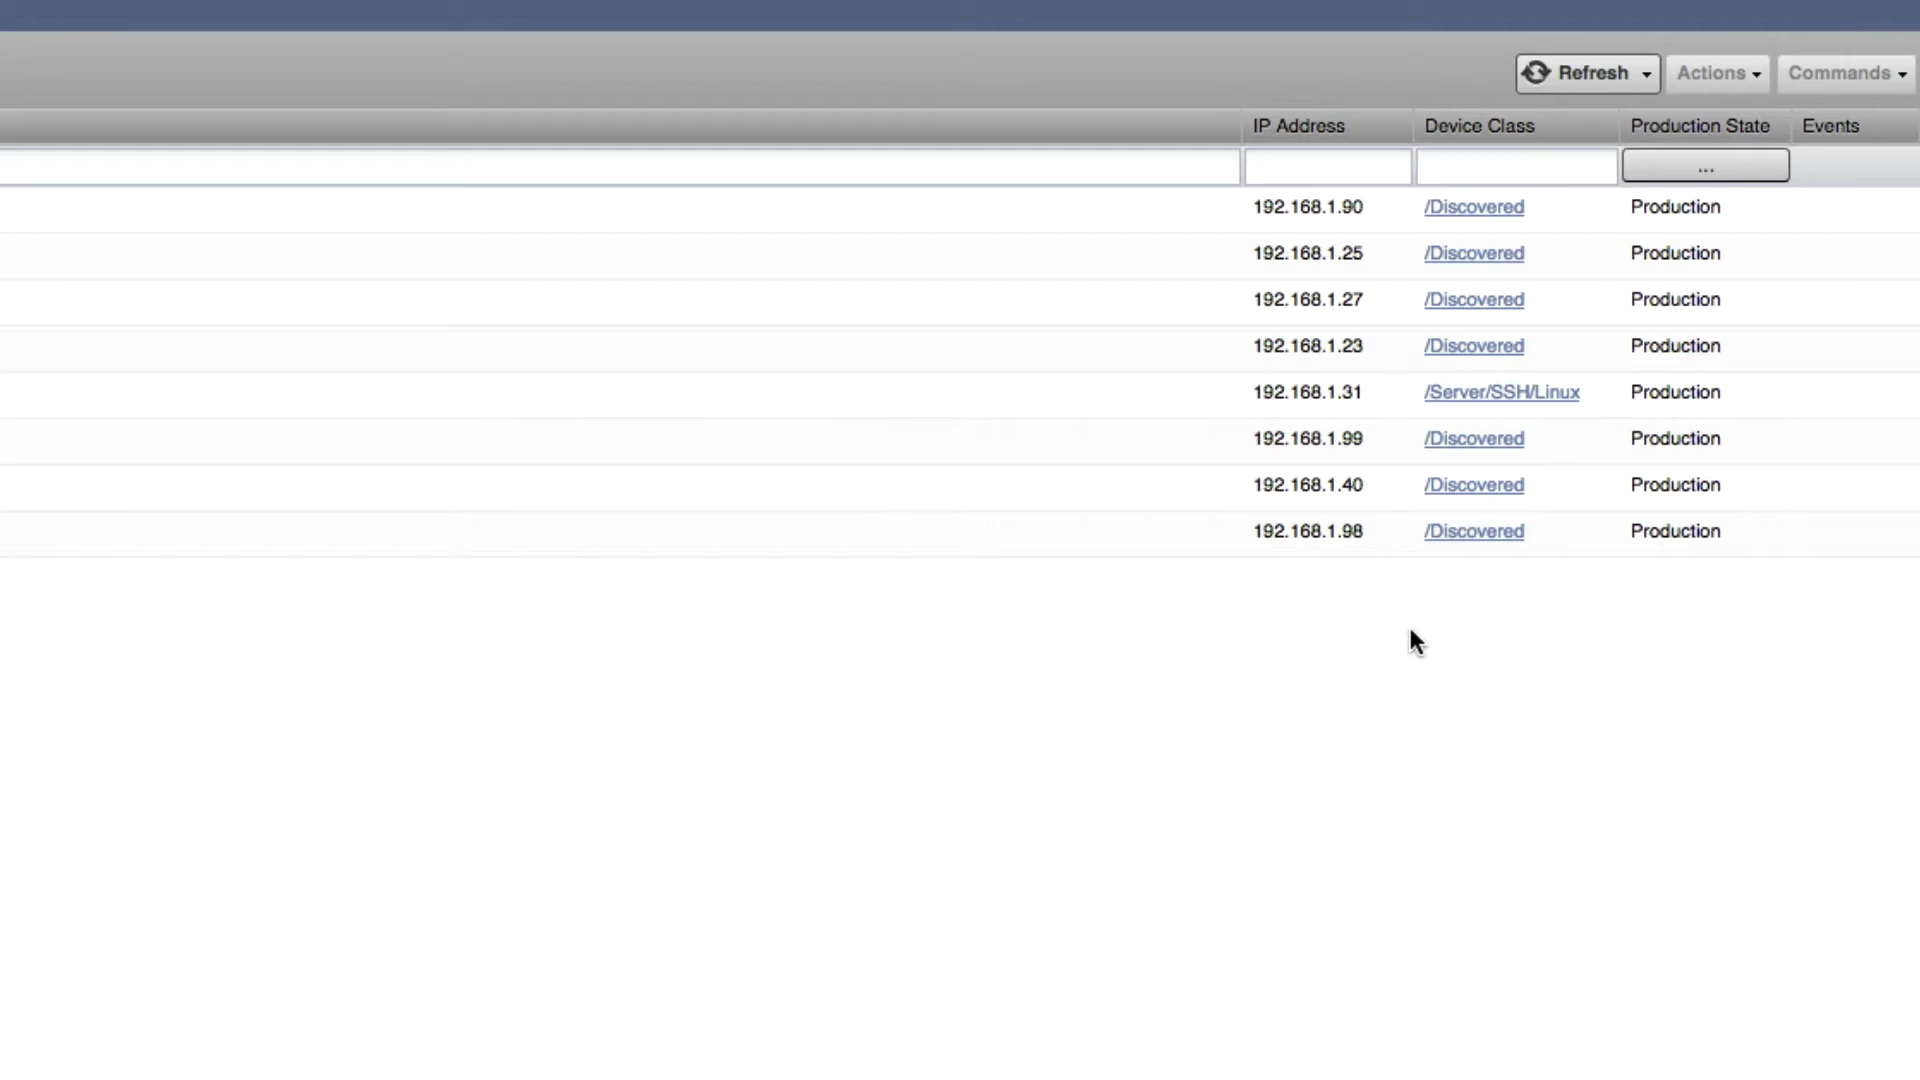 Refresh Actions Commands
IP Address Device Class Production State Events
...
192.168.1.90 /Discovered Production
192.168.1.25 /Discovered Production
192.168.1.27 /Discovered Production
192.168.1.23 /Discovered Production
192.168.1.31 /Server/SSH/Linux Production
192.168.1.99 /Discovered Production
192.168.1.40 /Discovered Production
192.168.1.98 /Discovered Production